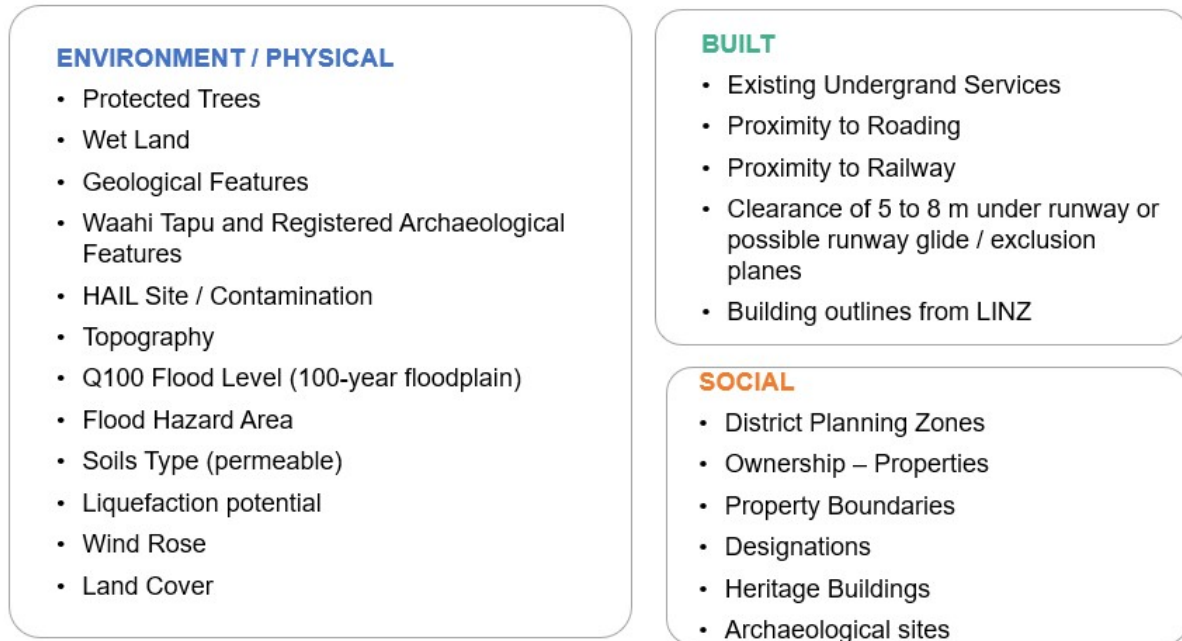 ENVIRONMENT / PHYSICAL
• Protected Trees
• Wet Land
• Geological Features
• Waahi Tapu and Registered Archaeological
Features
• HAIL Site / Contamination
• Topography
• Q100 Flood Level (100-year floodplain)
• Flood Hazard Area
• Soils Type (permeable)
• Liquefaction potential
• Wind Rose
• Land Cover
BUILT
• Existing Undergrand Services
• Proximity to Roading
• Proximity to Railway
• Clearance of 5 to 8 m under runway or
possible runway glide / exclusion
planes
• Building outlines from LINZ
SOCIAL
• District Planning Zones
• Ownership – Properties
• Property Boundaries
• Designations
• Heritage Buildings
• Archaeological sites